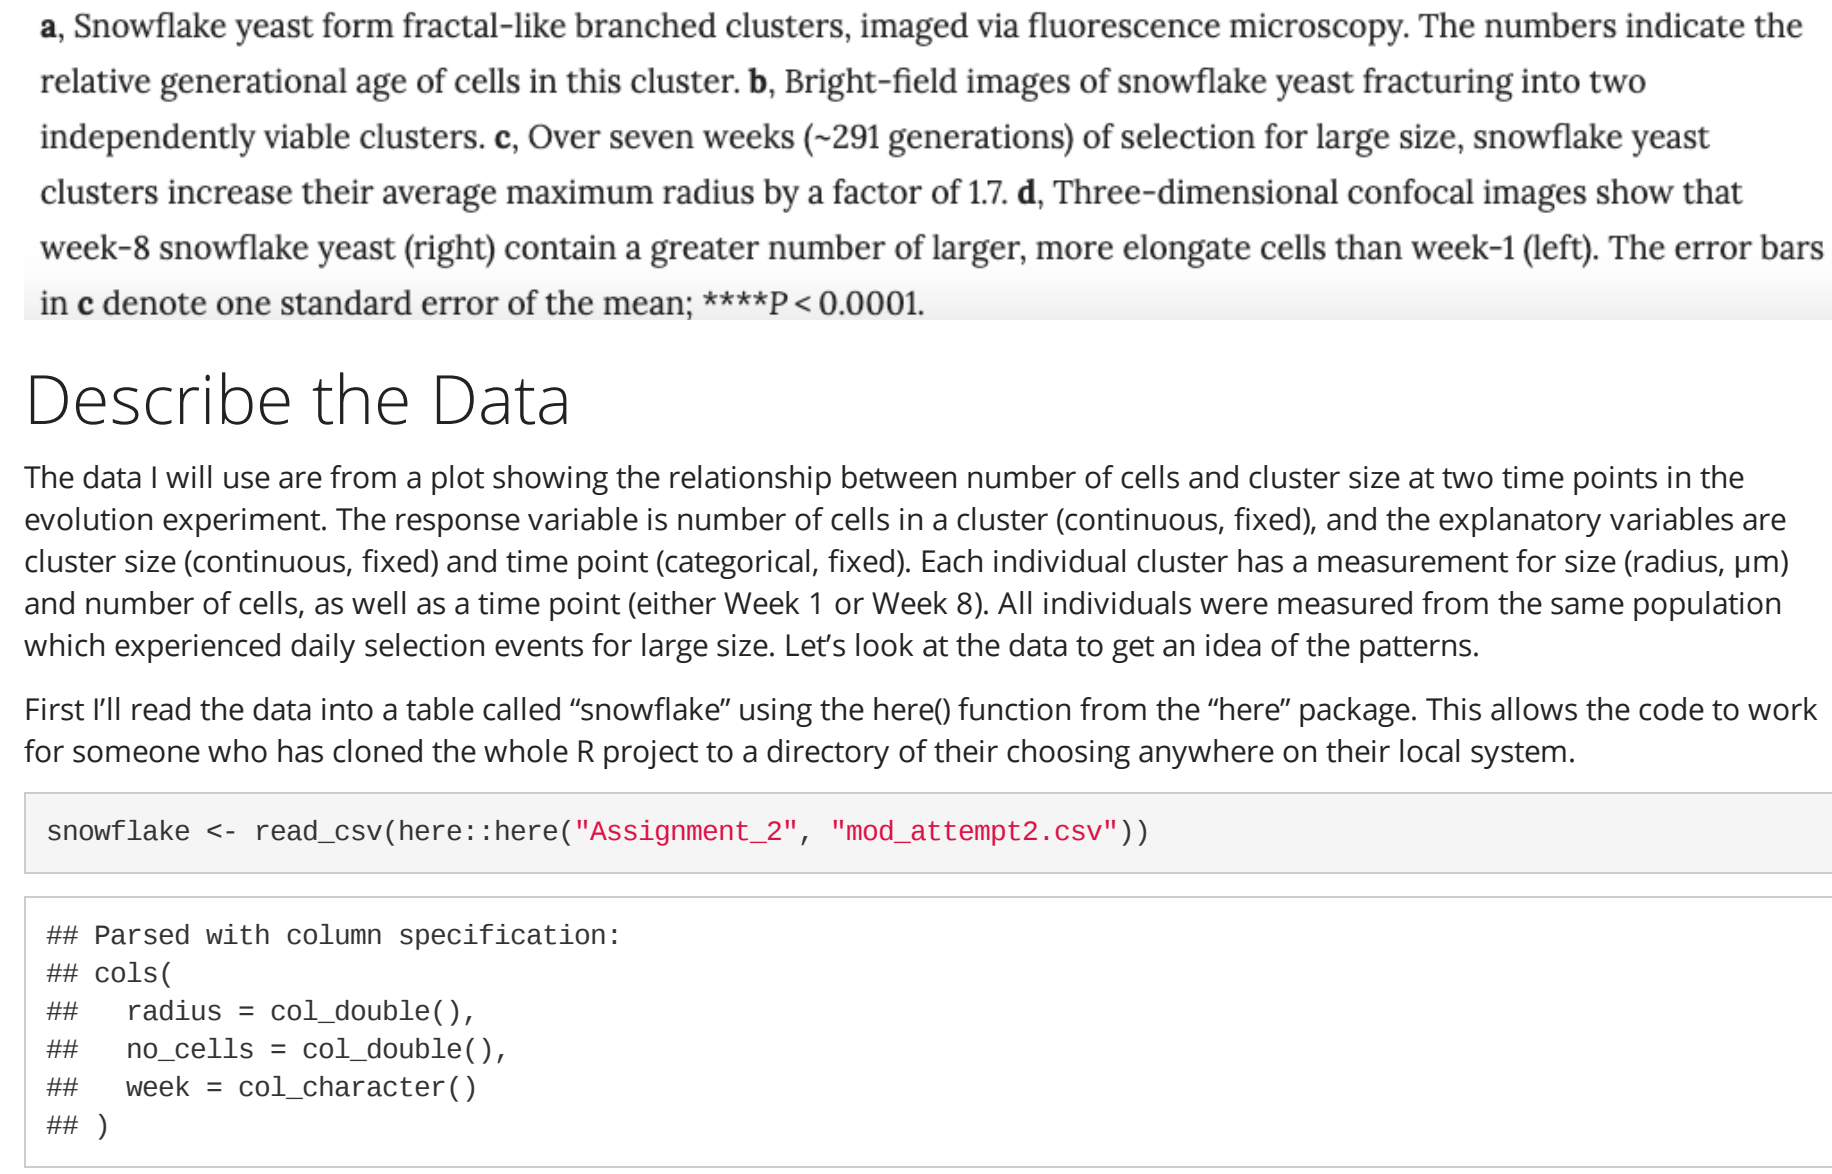 a, Snowflake yeast form fractal-like branched clusters, imaged via fluorescence microscopy. The numbers indicate the
relative generational age of cells in this cluster. b, Bright-field images of snowflake yeast fracturing into two
independently viable clusters. c, Over seven weeks (~291 generations) of selection for large size, snowflake yeast
clusters increase their average maximum radius by a factor of 1.7. d, Three-dimensional confocal images show that
week-8 snowflake yeast (right) contain a greater number of larger, more elongate cells than week-1 (left). The error bars
in c denote one standard error of the mean; ****P < 0.0001.
Describe the Data
The data I will use are from a plot showing the relationship between number of cells and cluster size at two time points in the
evolution experiment. The response variable is number of cells in a cluster (continuous, fixed), and the explanatory variables are
cluster size (continuous, fixed) and time point (categorical, fixed). Each individual cluster has a measurement for size (radius, µm)
and number of cells, as well as a time point (either Week 1 or Week 8). All individuals were measured from the same population
which experienced daily selection events for large size. Let’s look at the data to get an idea of the patterns.
First I’ll read the data into a table called “snowflake” using the here() function from the “here” package. This allows the code to work
for someone who has cloned the whole R project to a directory of their choosing anywhere on their local system.
snowflake <- read_csv(here::here("Assignment_2", "mod_attempt2.csv"))
## Parsed with column specification:
## cols(
##   radius = col_double(),
##   no_cells = col_double(),
##   week = col_character()
## )